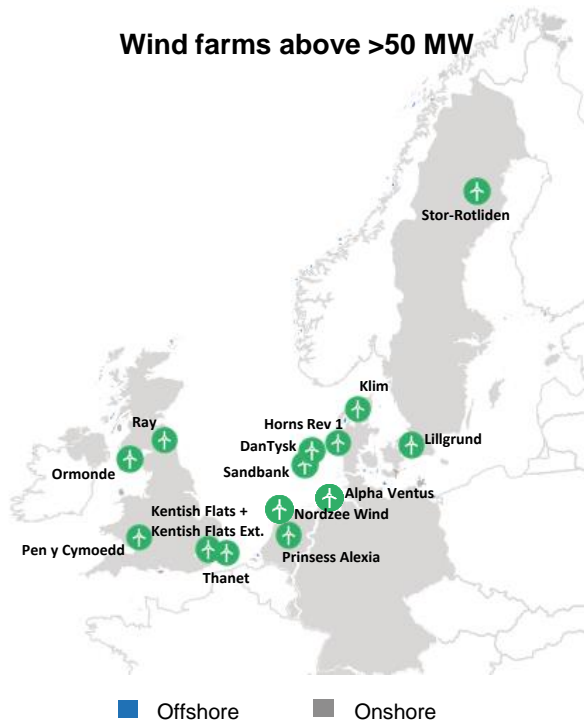 Wind farms above >50 MW
Stor-Rotliden
Klim
Horns Rev 1
Ray
DanTysk
Lillgrund
Ormonde
Sandbank
Alpha Ventus
Kentish Flats +
Nordzee Wind
Kentish Flats Ext.
Pen y Cymoedd
Prinsess Alexia
Thanet
Offshore
Onshore